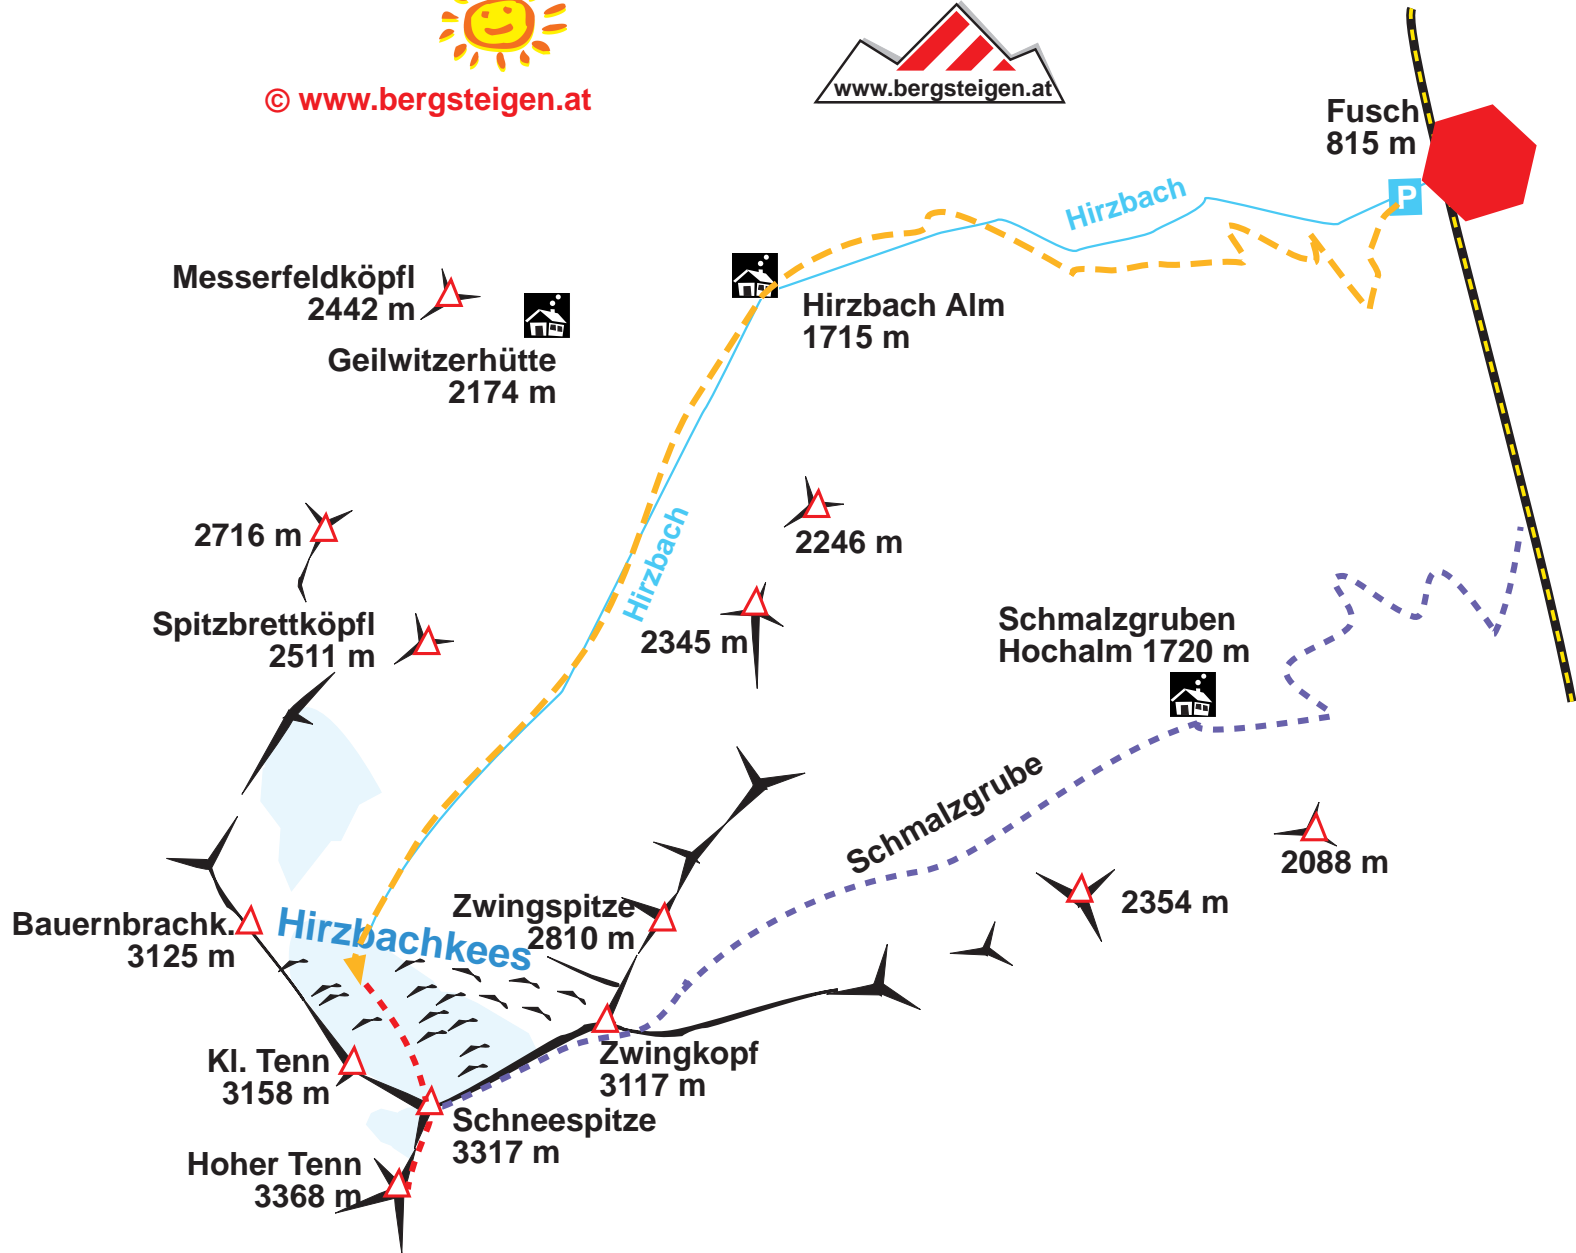 © www.bergsteigen.at
www.bergsteigen.at
Fusch
815 m
P
Hirzbach
Messerfeldköpfl
2442 m
Geilwitzerhütte
2174 m
Hirzbach Alm
1715 m
2716 m
Hirzbach
2246 m
Spitzbrettköpfl
2511 m
2345 m
Schmalzgruben
Hochalm 1720 m
Schmalzgrube
2088 m
2354 m
Bauernbrachk.
3125 m
Hirzbachkees
Zwingspitze
2810 m
Kl. Tenn
3158 m
Zwingkopf
3117 m
Schneespitze
3317 m
Hoher Tenn
3368 m